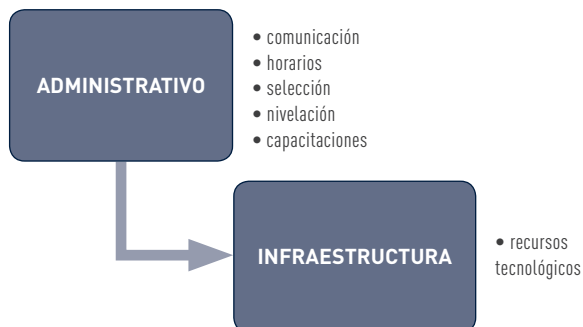 ADMINISTRATIVO
• comunicación
• horarios
• selección
• nivelación
• capacitaciones
INFRAESTRUCTURA
• recursos
tecnológicos